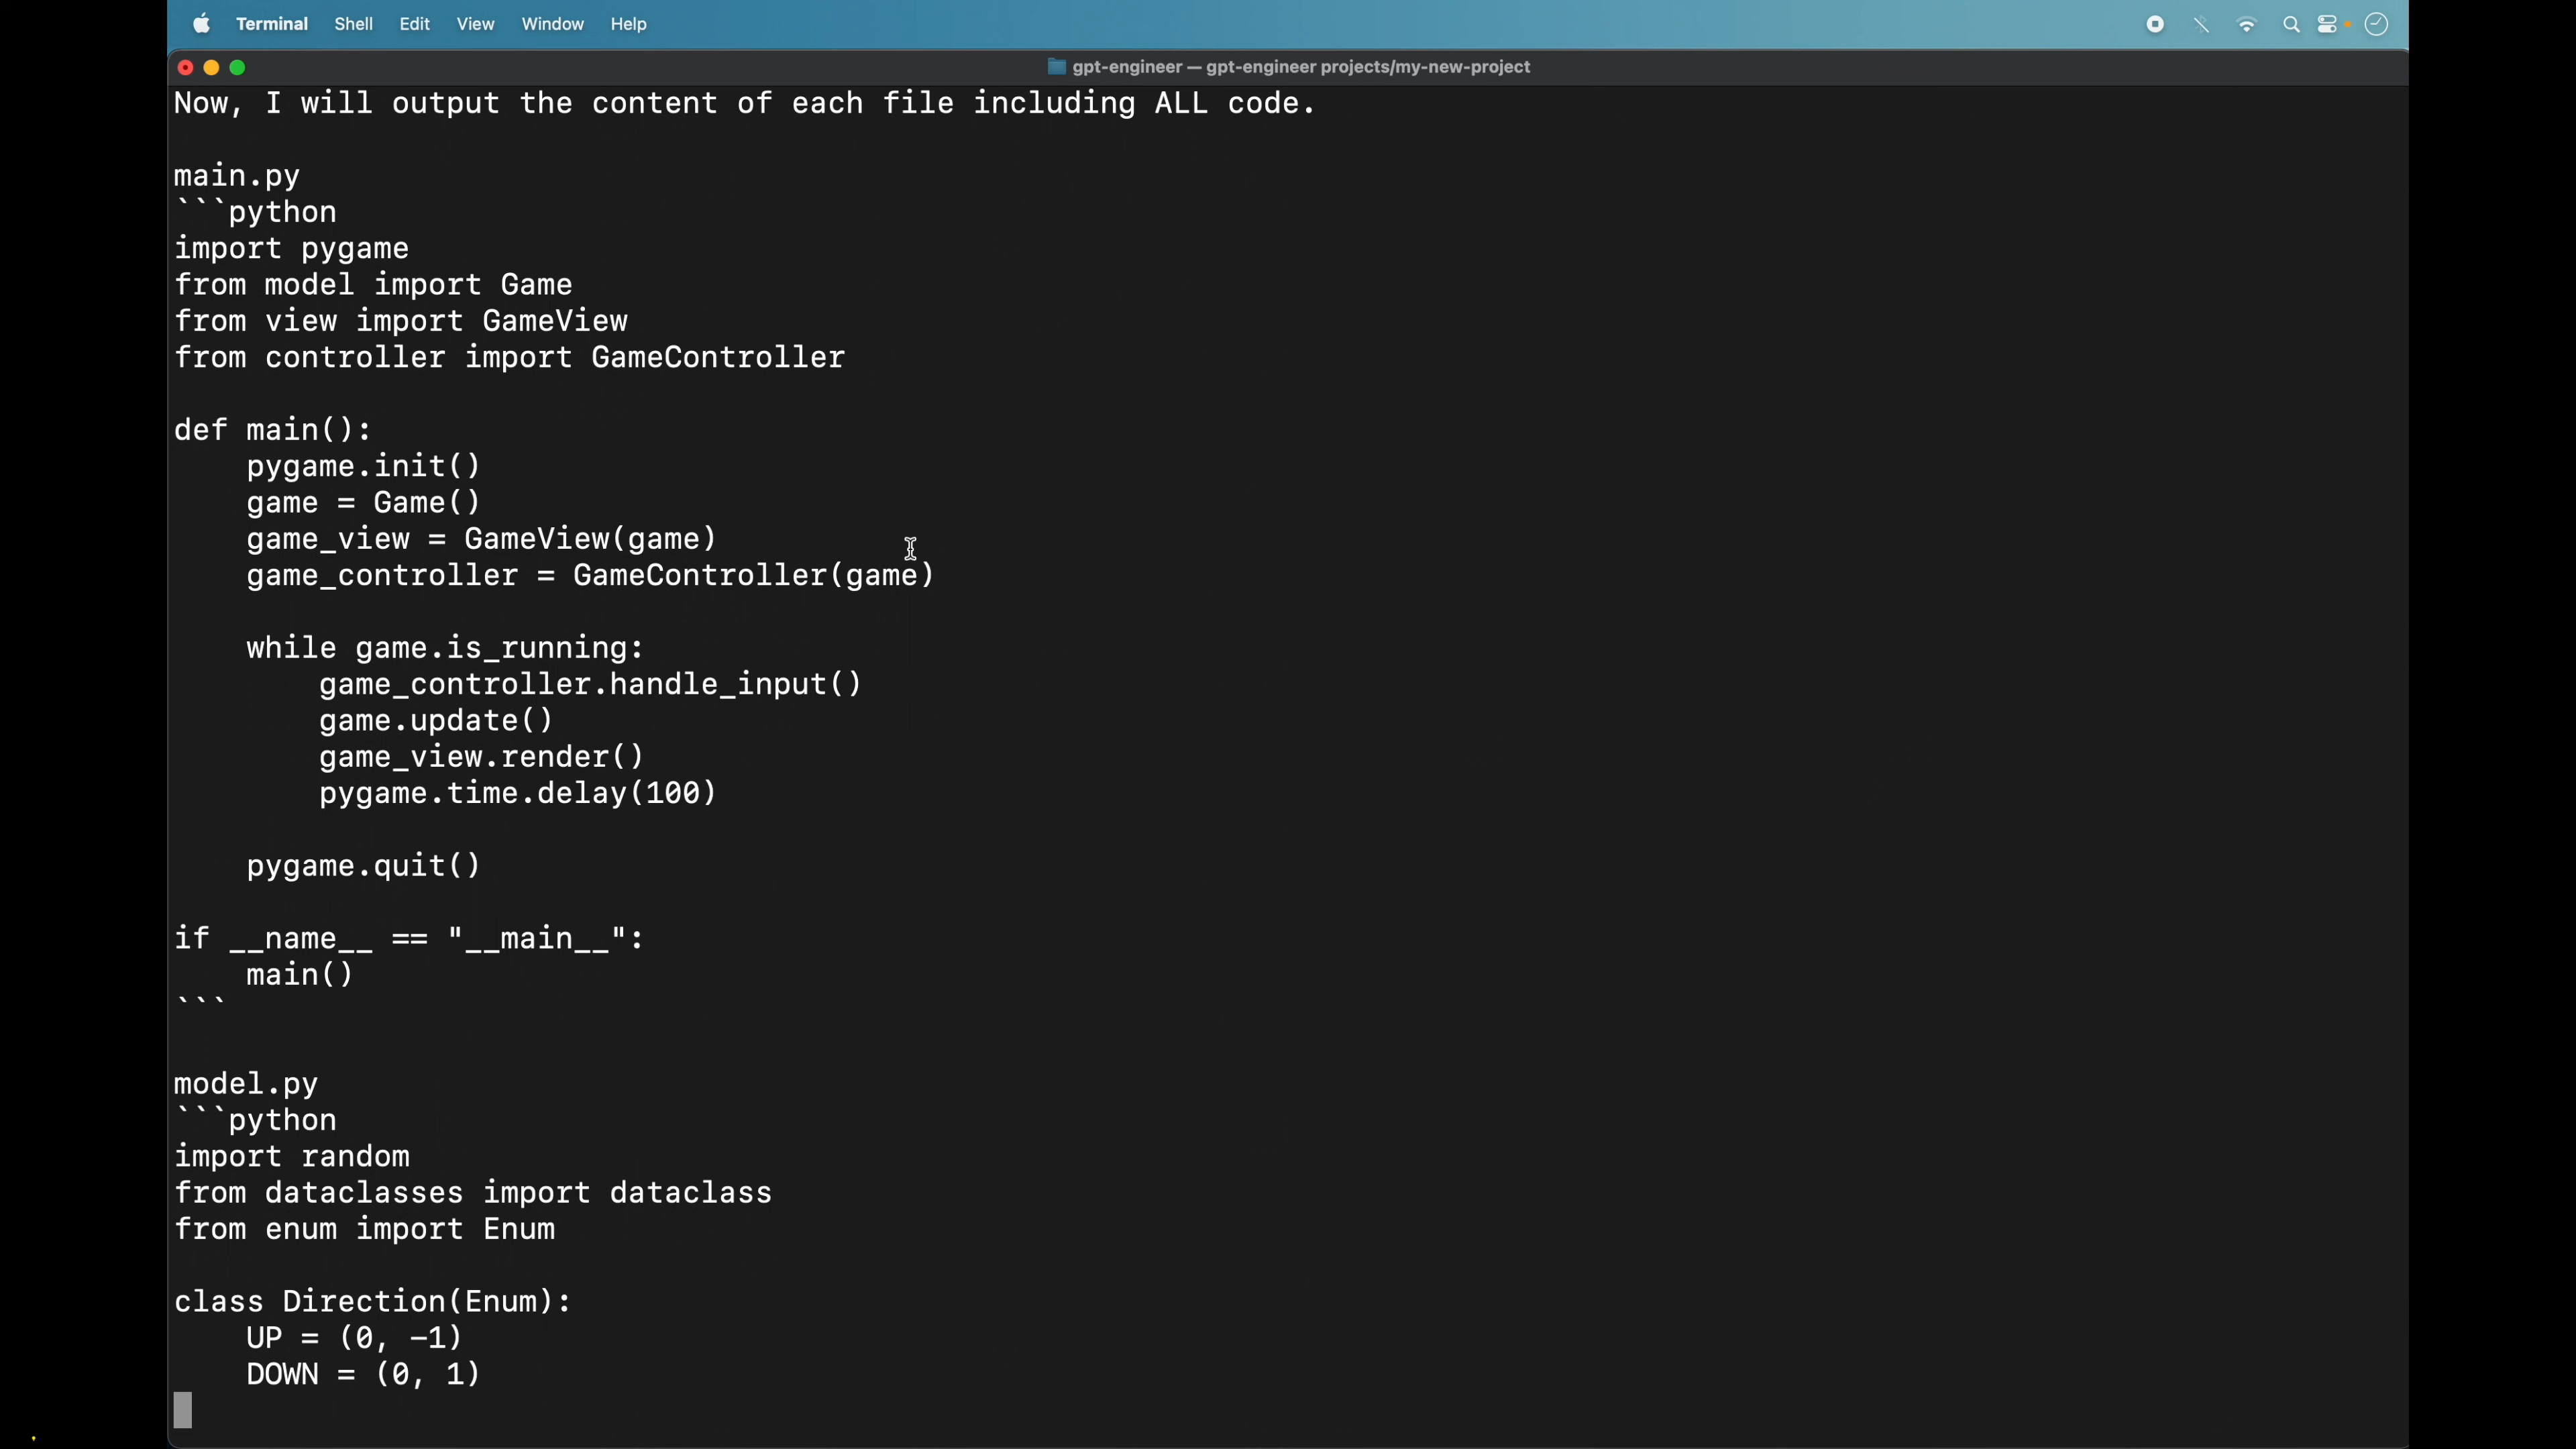 Terminal Shell Edit View Window Help
gpt-engineer — gpt-engineer projects/my-new-project
Now, I will output the content of each file including ALL code.
main.py
```python
import pygame
from model import Game
from view import GameView
from controller import GameController
def main():
    pygame.init()
    game = Game()
    game_view = GameView(game)
    game_controller = GameController(game)
    while game.is_running:
        game_controller.handle_input()
        game.update()
        game_view.render()
        pygame.time.delay(100)
    pygame.quit()
if __name__ == "__main__":
    main()
```
model.py
```python
import random
from dataclasses import dataclass
from enum import Enum
class Direction(Enum):
    UP = (0, -1)
    DOWN = (0, 1)